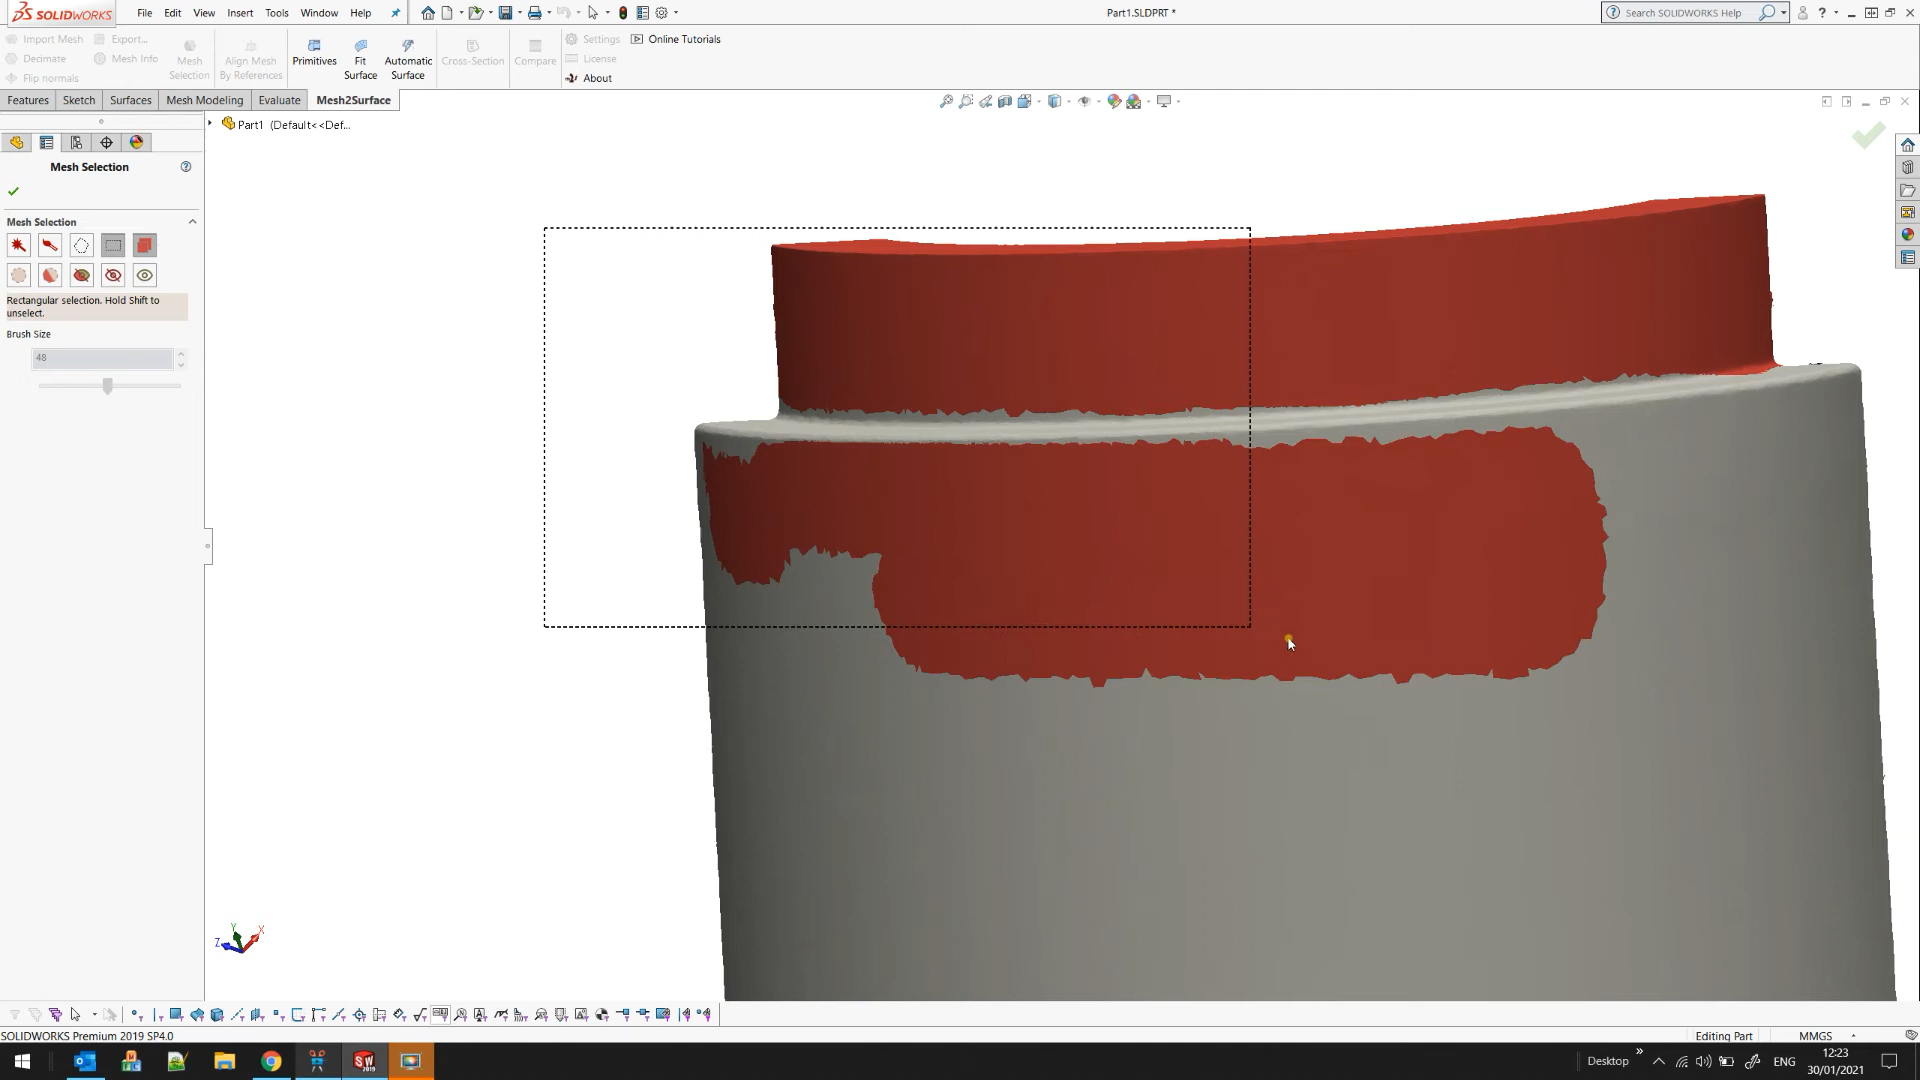 SOLIDWORKS File Edit View Insert Tools Window Help Part1.SLDPRT * Search SOLIDWORKS Help
Import Mesh Export... Settings Online Tutorials
Decimate Mesh Info Mesh Selection Align Mesh By References Primitives Fit Surface Automatic Surface Cross-Section Compare License
Flip normals About
Features Sketch Surfaces Mesh Modeling Evaluate Mesh2Surface
Part1 (Default<<Def...
Mesh Selection
Mesh Selection
Rectangular selection. Hold Shift to
unselect.
Brush Size
48
Y
Z X
SOLIDWORKS Premium 2019 SP4.0 Editing Part MMGS
Desktop ENG 12:23
30/01/2021